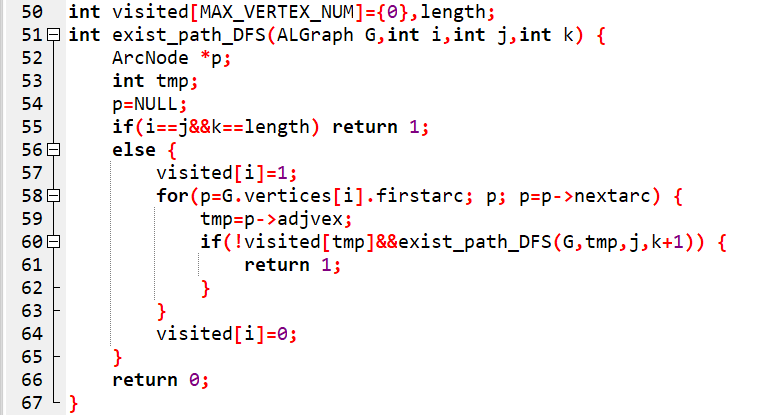 50 int visited[MAX_VERTEX_NUM]={0},length;
51 int exist_path_DFS(ALGraph G,int i,int j,int k) {
52     ArcNode *p;
53     int tmp;
54     p=NULL;
55     if(i==j&&k==length) return 1;
56     else {
57         visited[i]=1;
58         for(p=G.vertices[i].firstarc; p; p=p->nextarc) {
59             tmp=p->adjvex;
60             if(!visited[tmp]&&exist_path_DFS(G,tmp,j,k+1)) {
61                 return 1;
62             }
63         }
64         visited[i]=0;
65     }
66     return 0;
67 }